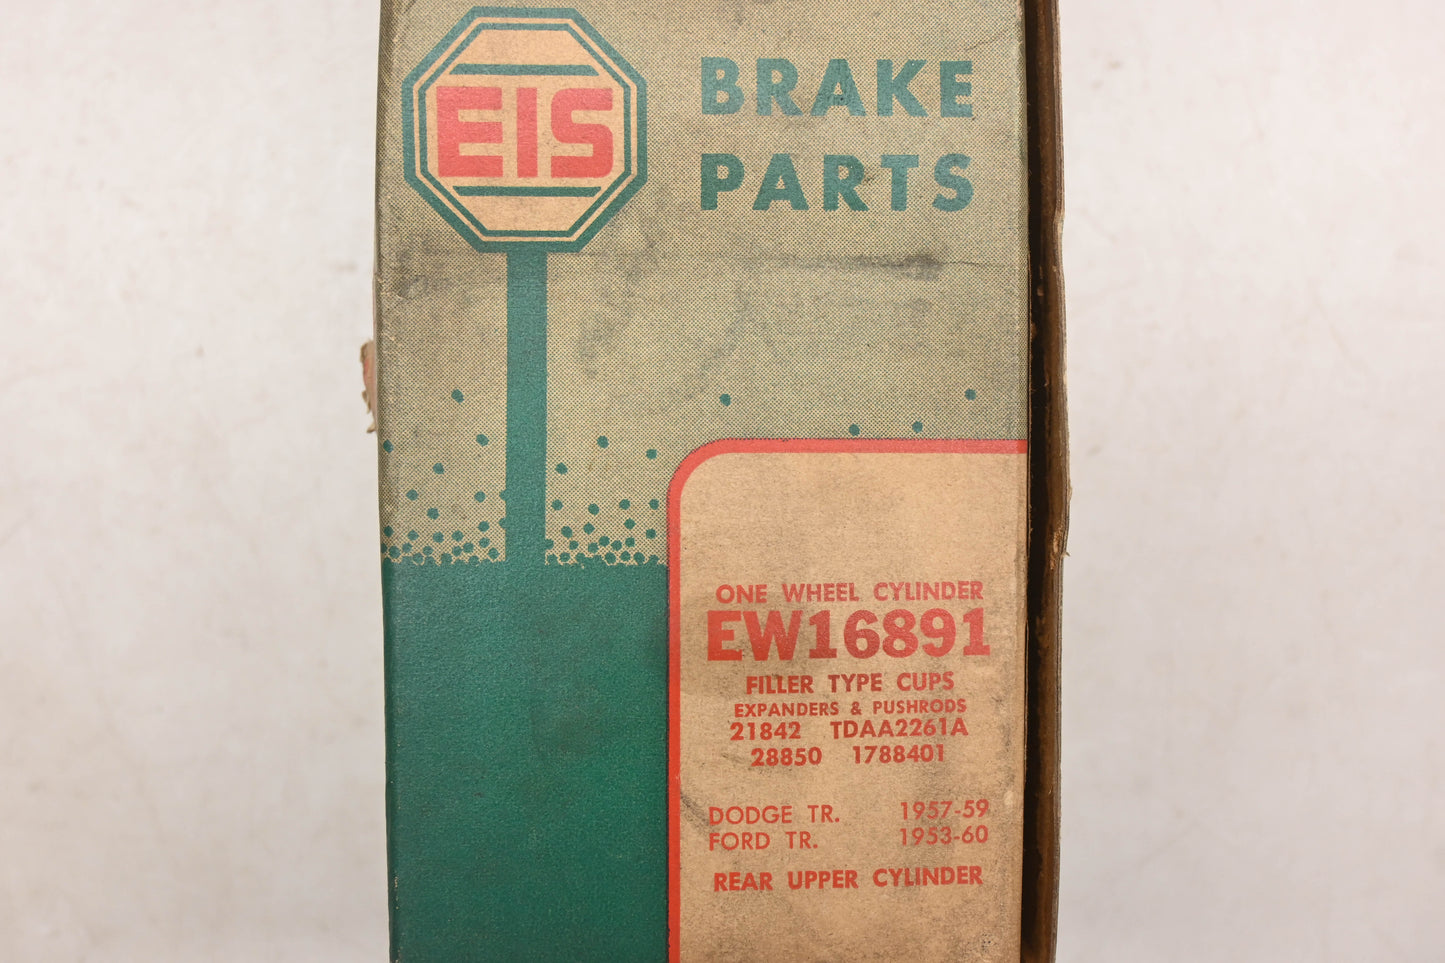 EIS
BRAKE
PARTS
ONE WHEEL CYLINDER
EW16891
FILLER TYPE CUPS
EXPANDERS & PUSHRODS
21842 TDAA2261A
28850 1788401
DODGE TR. 1957-59
FORD TR. 1953-60
REAR UPPER CYLINDER